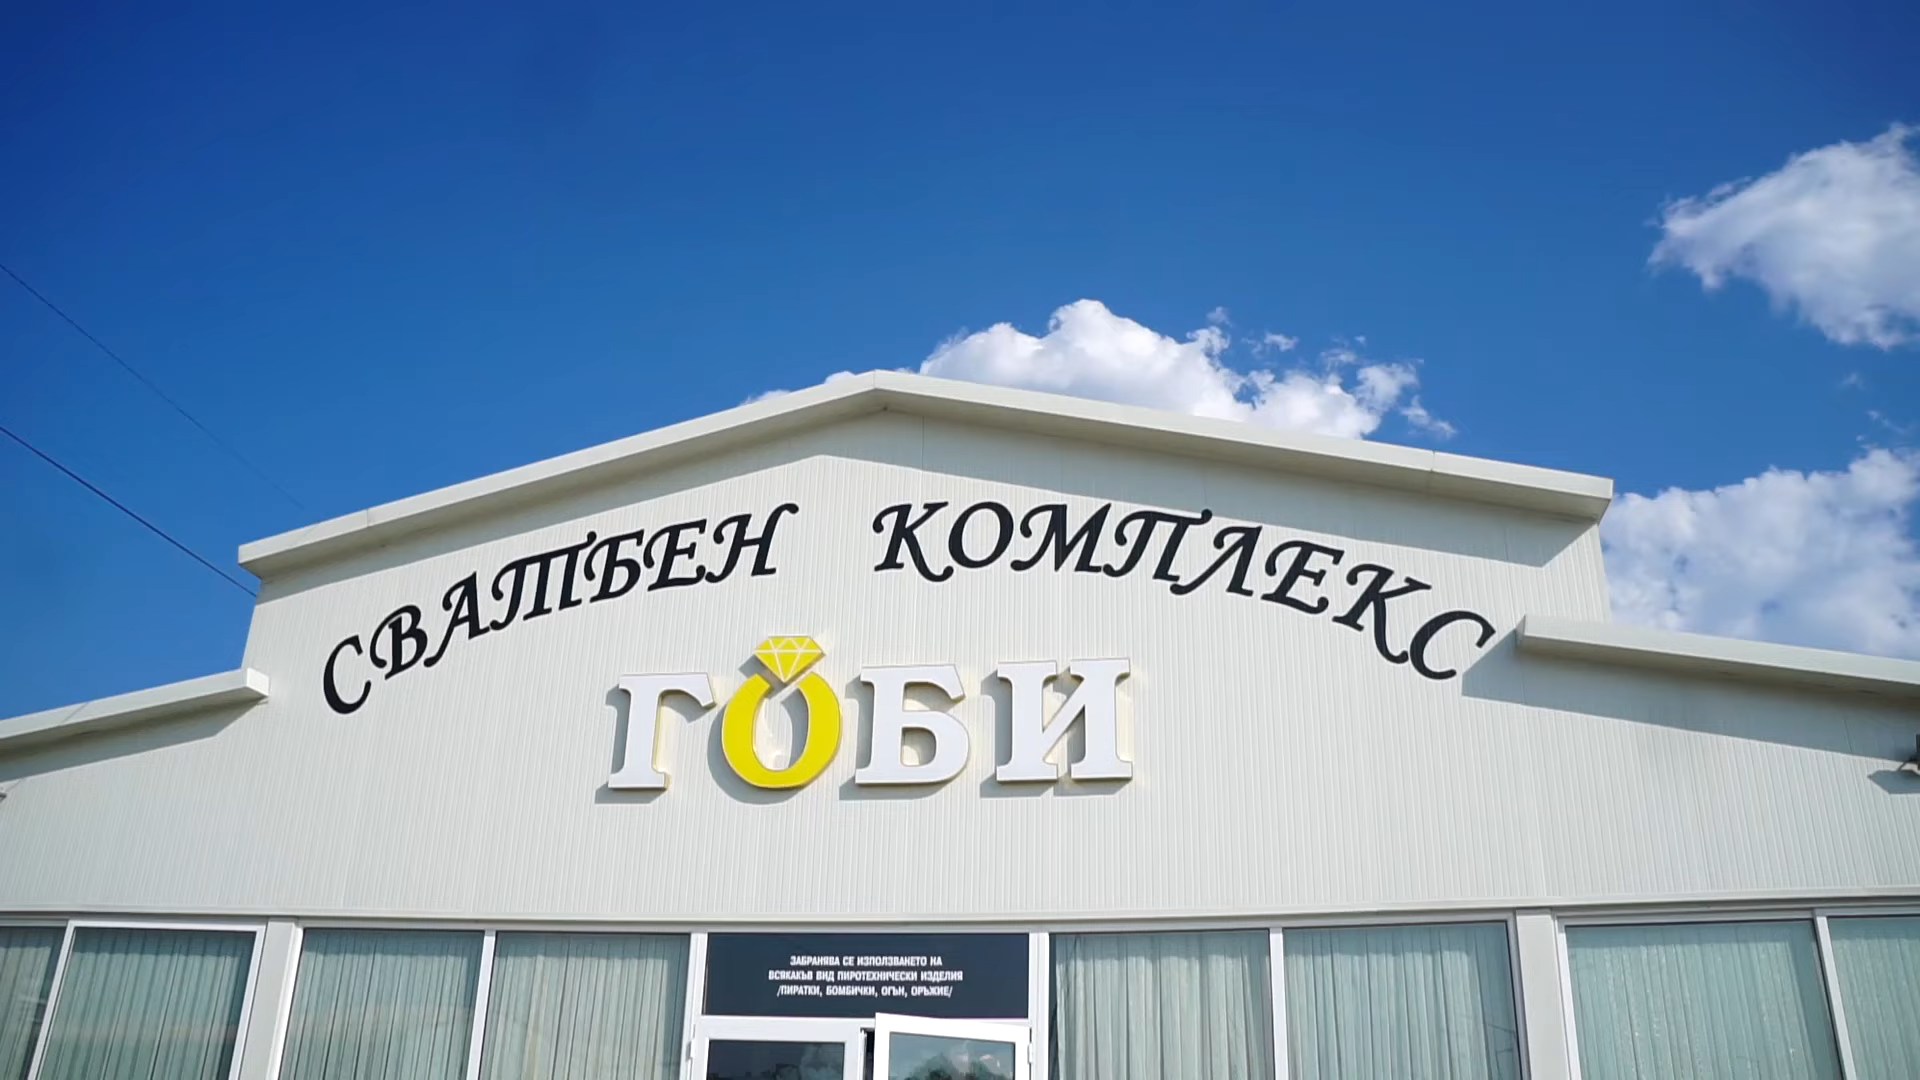 СВАТБЕН КОМПЛЕКС
ГОБИ
ЗАБРАНЯВА СЕ ИЗПОЛЗВАНЕТО НА
ВСЯКАКЪВ ВИД ПИРОТЕХНИЧЕСКИ ИЗДЕЛИЯ
/ПИРАТКИ, БОМБИЧКИ, ОГЪН, ОРЪЖИЕ/